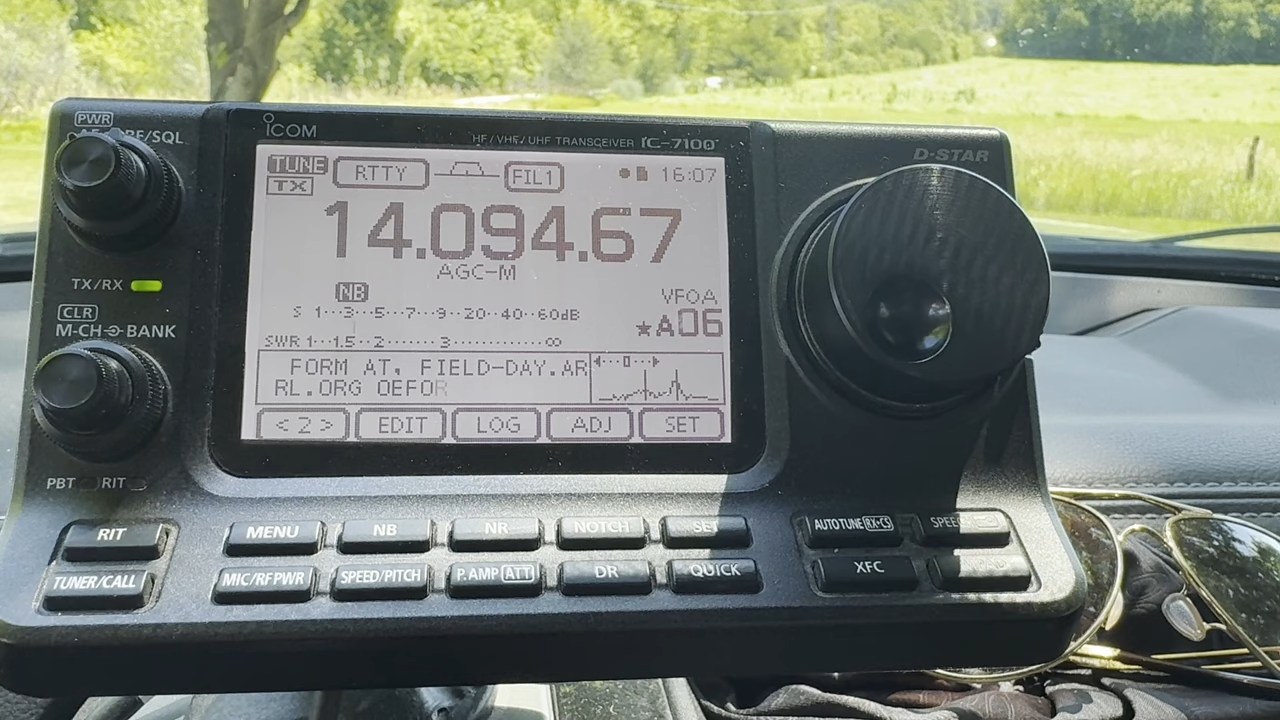 PWR
AF RF/SQL
ICOM
HF/VHF/UHF TRANSCEIVER IC-7100
D-STAR
TUNE
TX
RTTY
FIL1
16:07
14.094.67
AGC-M
TX/RX
NB
S 1··3··5··7··9··20··40··60dB
VFOA
★A06
CLR
M-CH BANK
SWR 1··1.5··2······3··········∞
FORM AT, FIELD-DAY.AR
RL.ORG OEFOR
< 2 >
EDIT
LOG
ADJ
SET
PBT RIT
RIT
MENU
NB
NR
NOTCH
SET
AUTOTUNE RX>CS
TUNER/CALL
MIC/RF PWR
SPEED/PITCH
P.AMP ATT
DR
QUICK
XFC